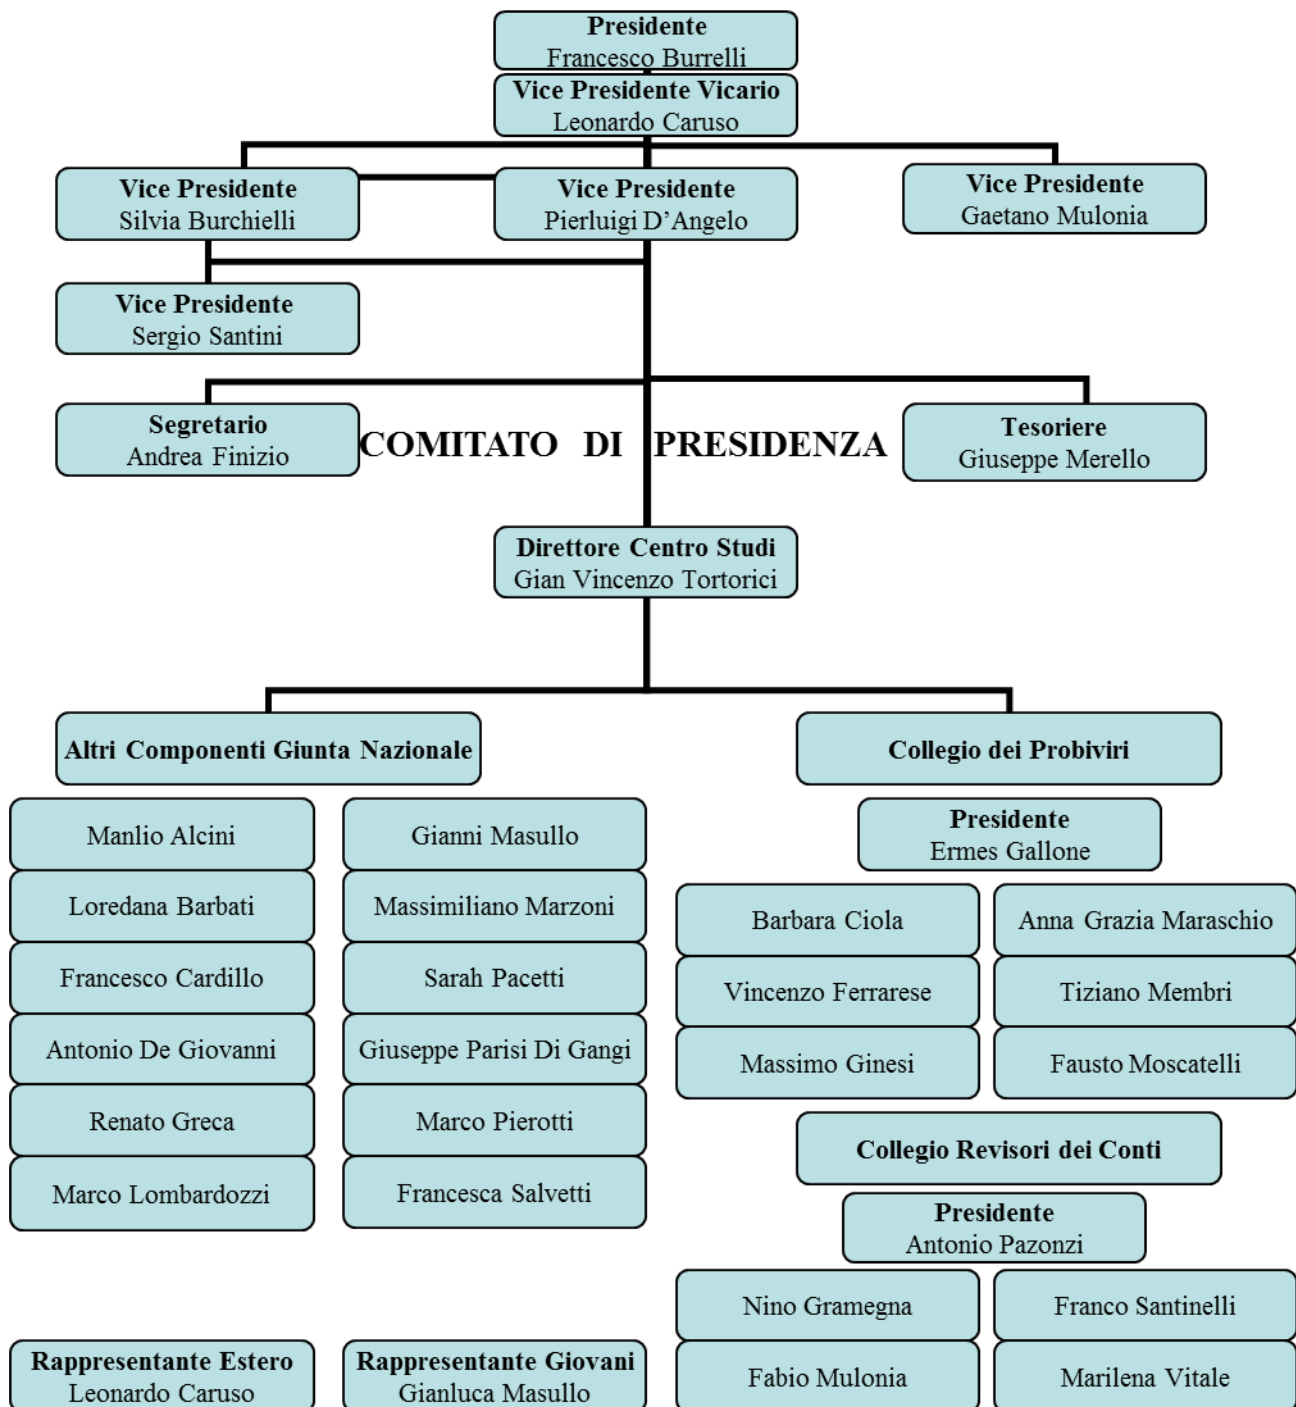 Presidente
Francesco Burrelli
Vice Presidente Vicario
Leonardo Caruso
Vice Presidente
Silvia Burchielli
Vice Presidente
Pierluigi D’Angelo
Vice Presidente
Gaetano Mulonia
Vice Presidente
Sergio Santini
Segretario
Andrea Finizio
COMITATO DI PRESIDENZA
Tesoriere
Giuseppe Merello
Direttore Centro Studi
Gian Vincenzo Tortorici
Altri Componenti Giunta Nazionale
Manlio Alcini
Loredana Barbati
Francesco Cardillo
Antonio De Giovanni
Renato Greca
Marco Lombardozzi
Gianni Masullo
Massimiliano Marzoni
Sarah Pacetti
Giuseppe Parisi Di Gangi
Marco Pierotti
Francesca Salvetti
Rappresentante Estero
Leonardo Caruso
Rappresentante Giovani
Gianluca Masullo
Collegio dei Probiviri
Presidente
Ermes Gallone
Barbara Ciola
Vincenzo Ferrarese
Massimo Ginesi
Anna Grazia Maraschio
Tiziano Membri
Fausto Moscatelli
Collegio Revisori dei Conti
Presidente
Antonio Pazonzi
Nino Gramegna
Fabio Mulonia
Franco Santinelli
Marilena Vitale